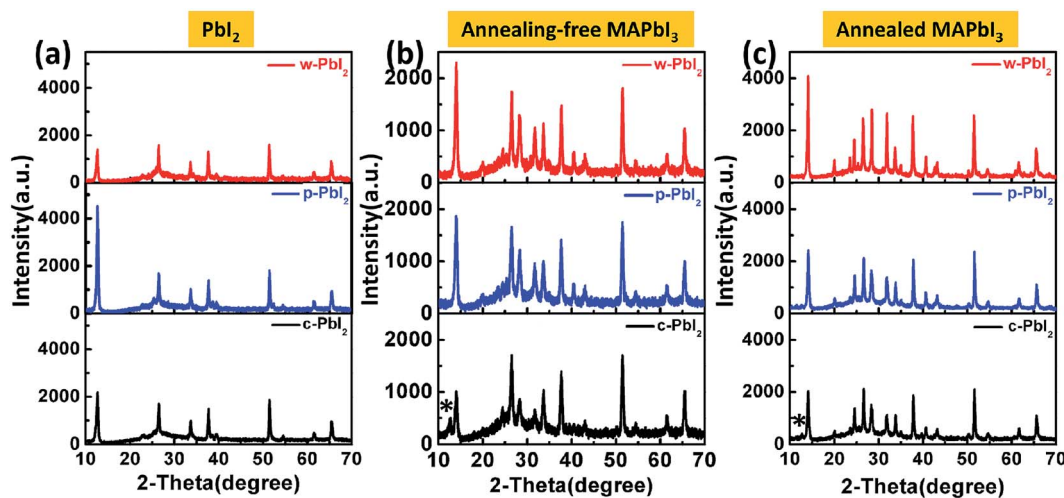 PbI₂
Annealing-free MAPbI₃
Annealed MAPbI₃
(a)
(b)
(c)
Intensity(a.u.)
w-PbI₂
4000
2000
0
p-PbI₂
4000
2000
0
c-PbI₂
4000
2000
0
10 20 30 40 50 60 70
2-Theta(degree)
Intensity(a.u.)
w-PbI₂
2000
1000
0
p-PbI₂
2000
1000
0
c-PbI₂
2000
1000
0
*
10 20 30 40 50 60 70
2-Theta(degree)
Intensity(a.u.)
w-PbI₂
4000
2000
0
p-PbI₂
4000
2000
0
c-PbI₂
4000
2000
0
*
10 20 30 40 50 60 70
2-Theta(degree)